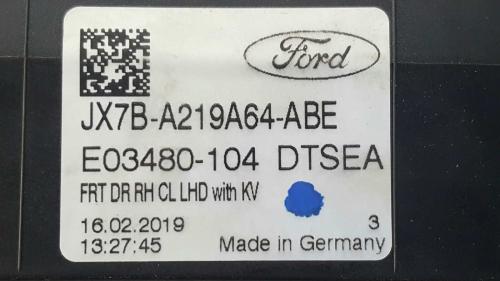 Ford
JX7B-A219A64-ABE
E03480-104 DTSEA
FRT DR RH CL LHD with KV
16.02.2019
3
13:27:45
Made in Germany